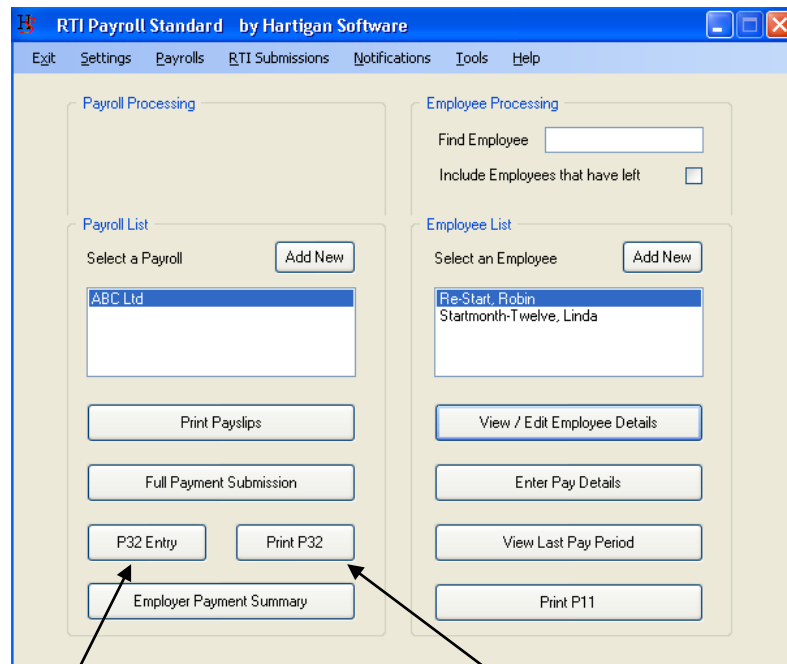 RTI Payroll Standard by Hartigan Software
Exit Settings Payrolls RTI Submissions Notifications Tools Help
Payroll Processing
Employee Processing
Find Employee
Include Employees that have left
Payroll List
Select a Payroll Add New
ABC Ltd
Print Payslips
Full Payment Submission
P32 Entry Print P32
Employer Payment Summary
Employee List
Select an Employee Add New
Re-Start, Robin
Startmonth-Twelve, Linda
View / Edit Employee Details
Enter Pay Details
View Last Pay Period
Print P11